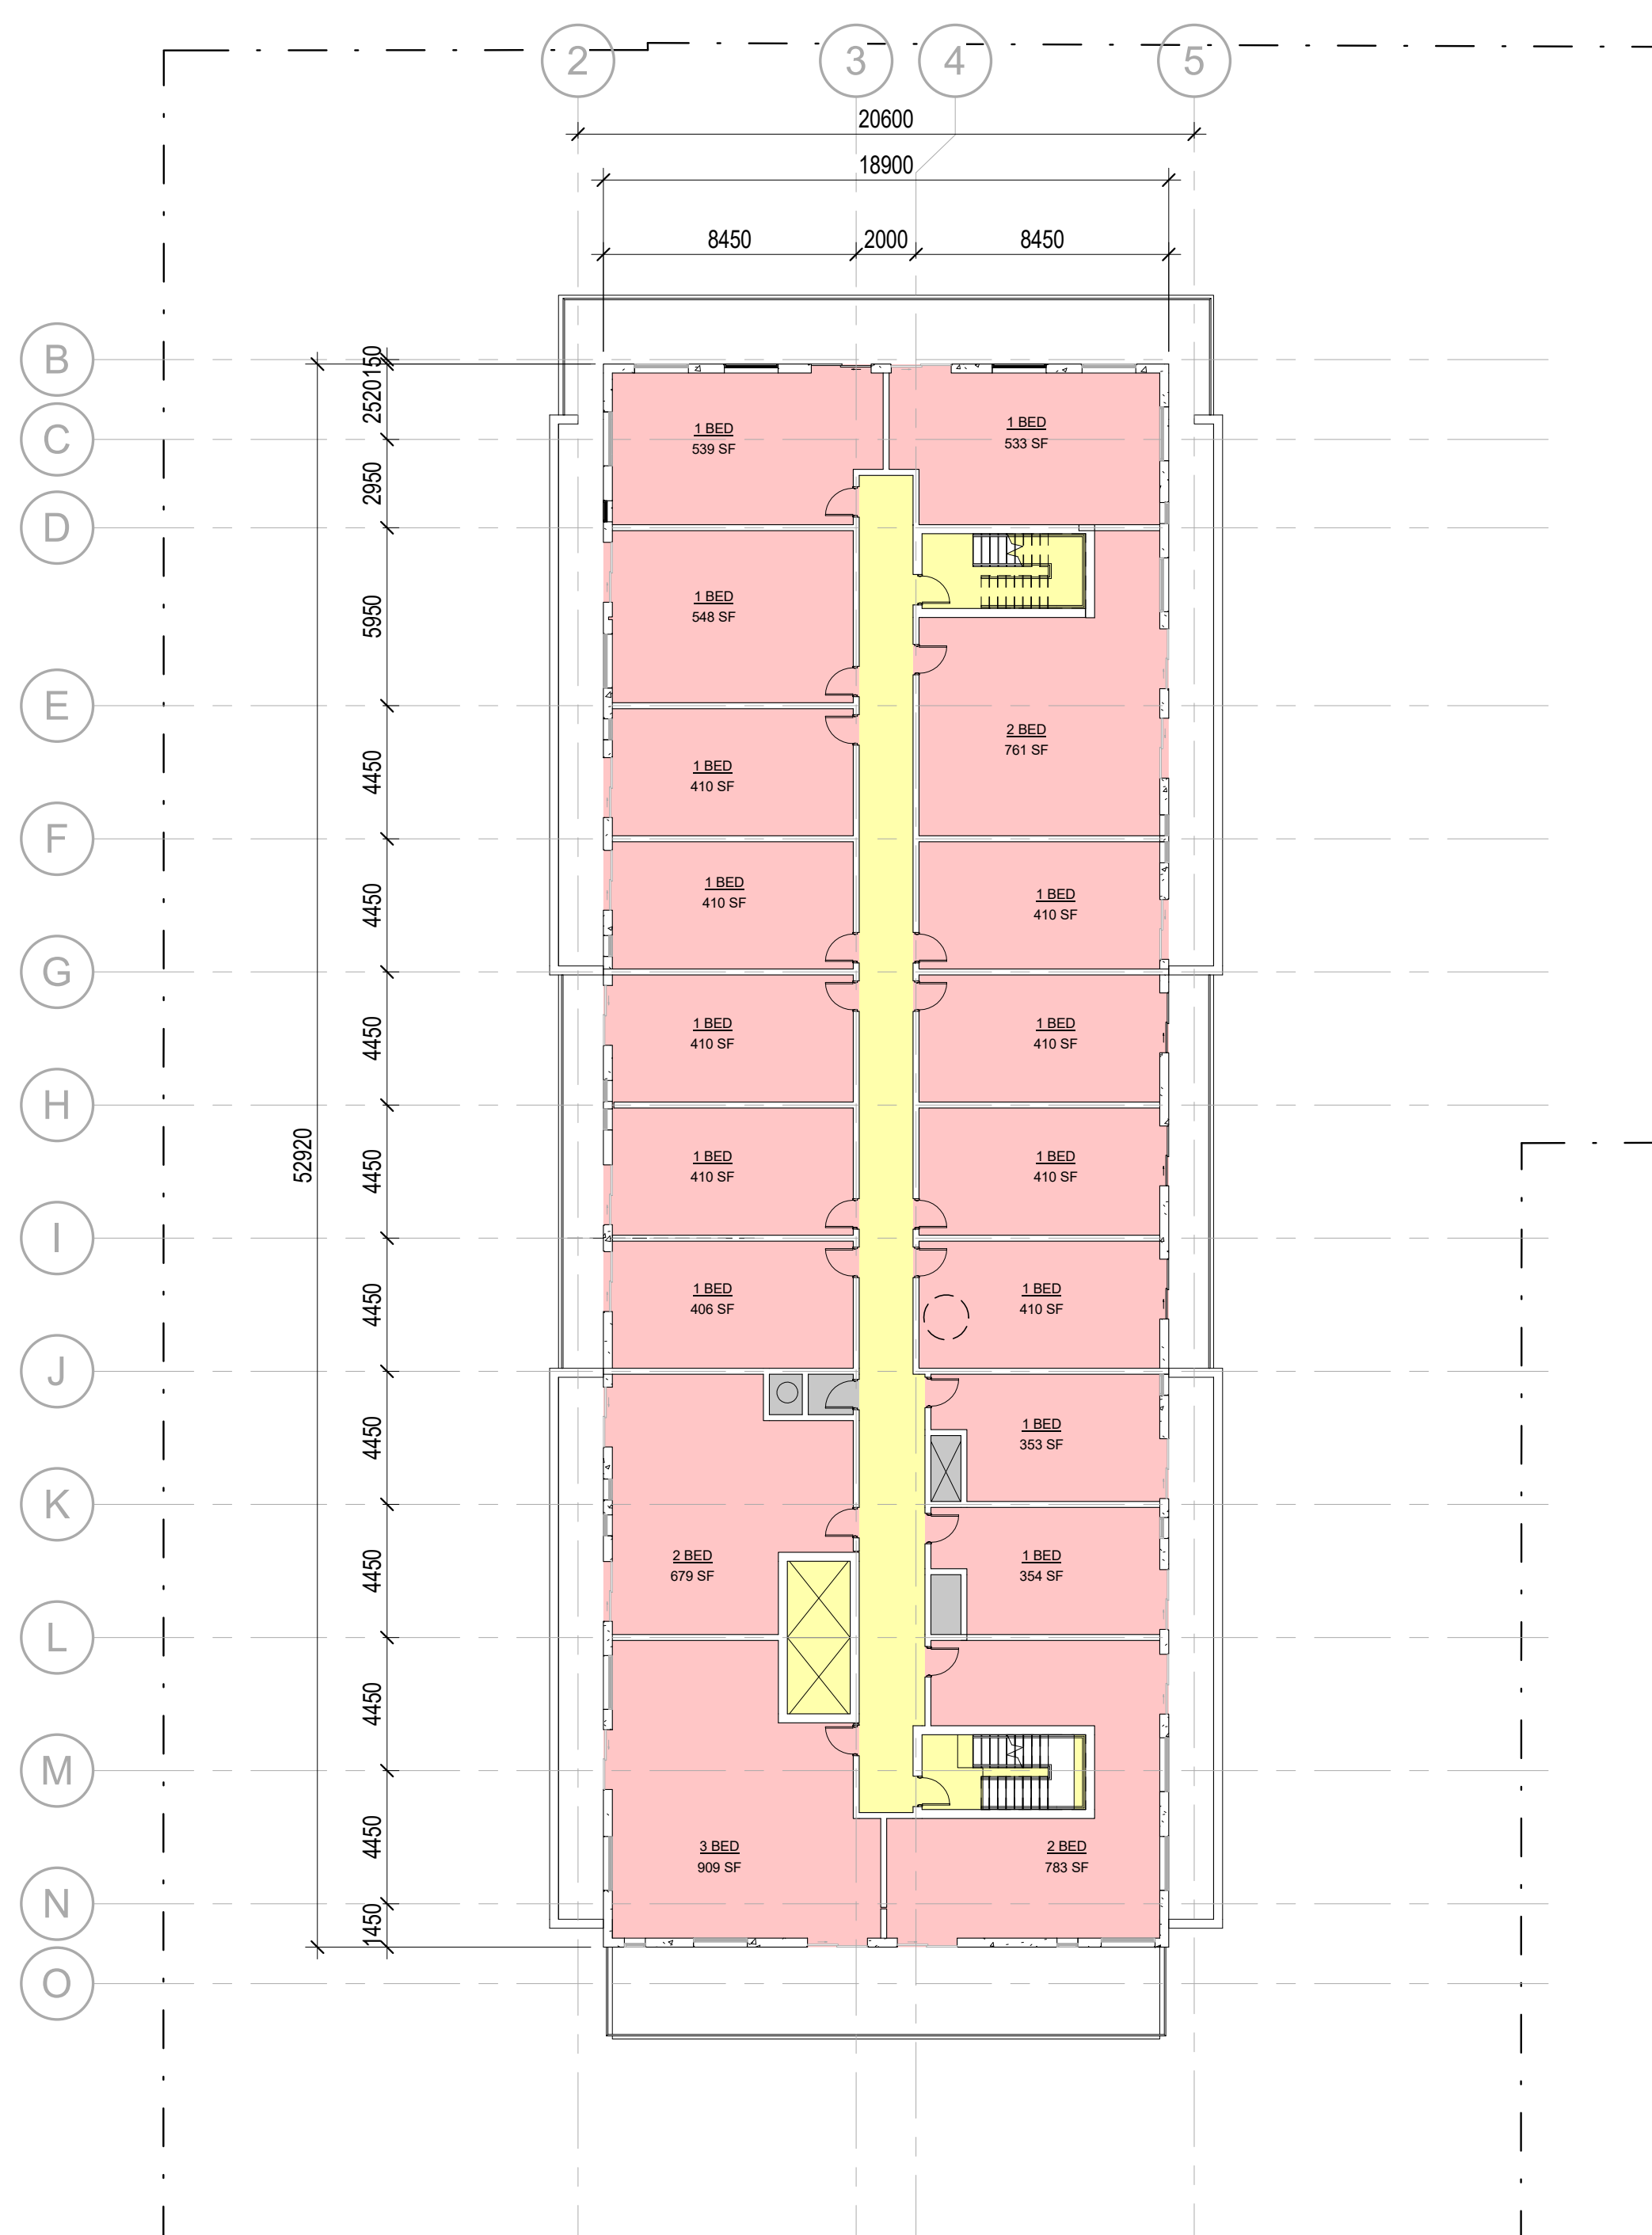 2
3
4
5
20600
18900
8450
2000
8450
B
C
D
E
F
G
H
I
J
K
L
M
N
O
150
2520
2950
5950
4450
4450
4450
4450
4450
4450
4450
4450
4450
1450
52920
1 BED
539 SF
1 BED
533 SF
1 BED
548 SF
2 BED
761 SF
1 BED
410 SF
1 BED
410 SF
1 BED
410 SF
1 BED
410 SF
1 BED
410 SF
1 BED
410 SF
1 BED
410 SF
1 BED
406 SF
1 BED
410 SF
1 BED
353 SF
2 BED
679 SF
1 BED
354 SF
3 BED
909 SF
2 BED
783 SF